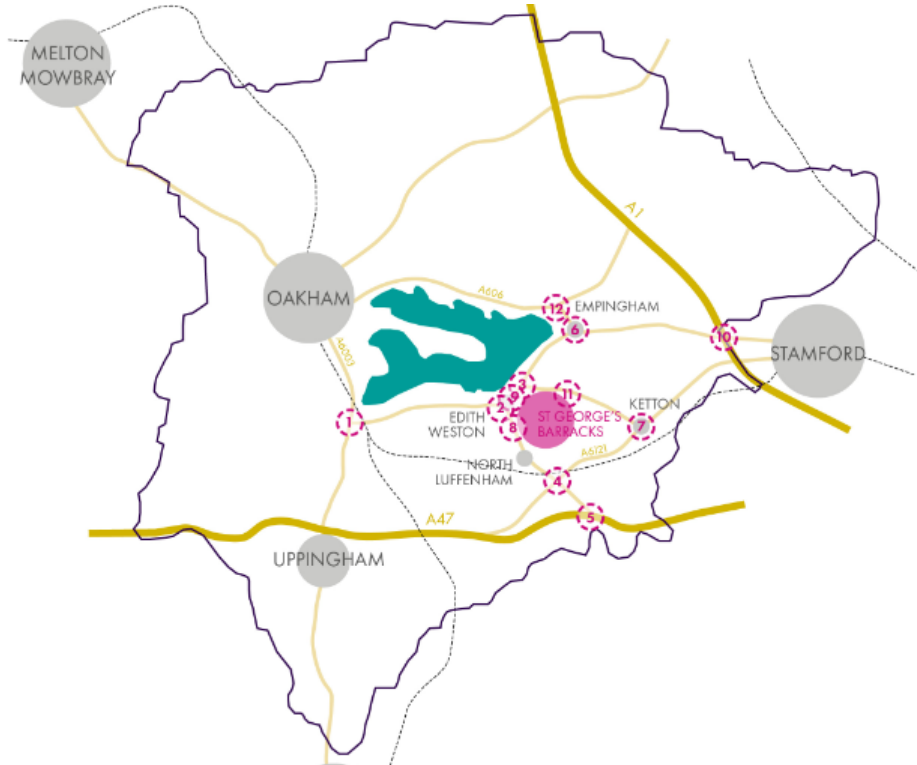 MELTON
MOWBRAY
A1
OAKHAM
A606
12
EMPINGHAM
6
10
STAMFORD
A6003
3
9
2
11
KETTON
1
EDITH
WESTON
8
ST GEORGE'S
BARRACKS
7
A6121
NORTH
LUFFENHAM
4
A47
5
UPPINGHAM